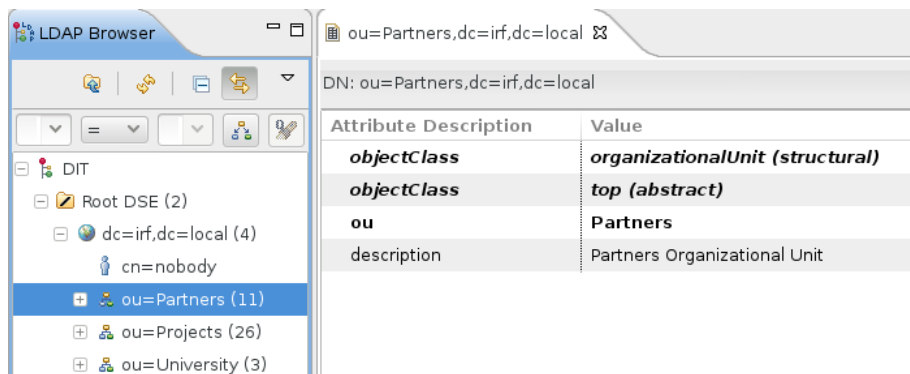 LDAP Browser
ou=Partners,dc=irf,dc=local
DN: ou=Partners,dc=irf,dc=local
=
Attribute Description Value
objectClass organizationalUnit (structural)
objectClass top (abstract)
ou Partners
description Partners Organizational Unit
DIT
Root DSE (2)
dc=irf,dc=local (4)
cn=nobody
ou=Partners (11)
ou=Projects (26)
ou=University (3)